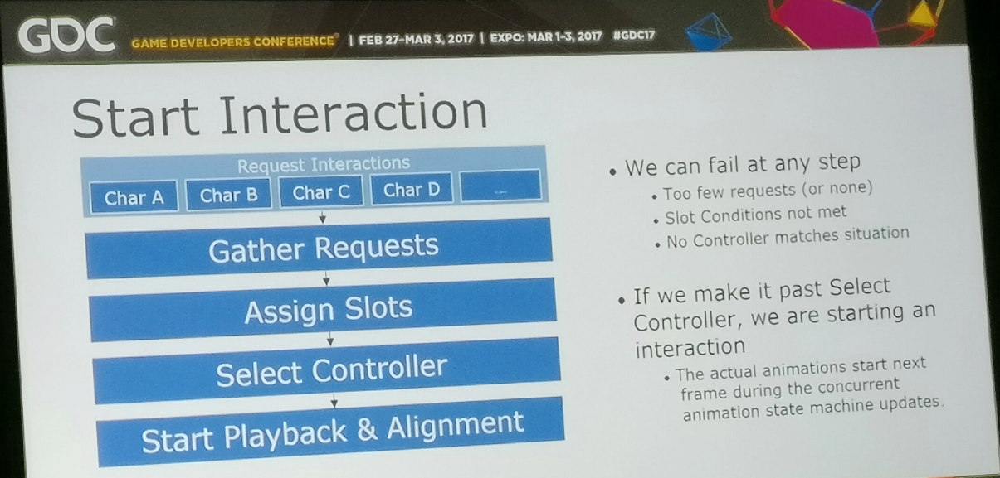 GDC GAME DEVELOPERS CONFERENCE® | FEB 27-MAR 3, 2017 | EXPO: MAR 1-3, 2017 #GDC17
Start Interaction
Request Interactions
Char A Char B Char C Char D
Gather Requests
Assign Slots
Select Controller
Start Playback & Alignment
• We can fail at any step
• Too few requests (or none)
• Slot Conditions not met
• No Controller matches situation
• If we make it past Select
Controller, we are starting an
interaction
• The actual animations start next
frame during the concurrent
animation state machine updates.